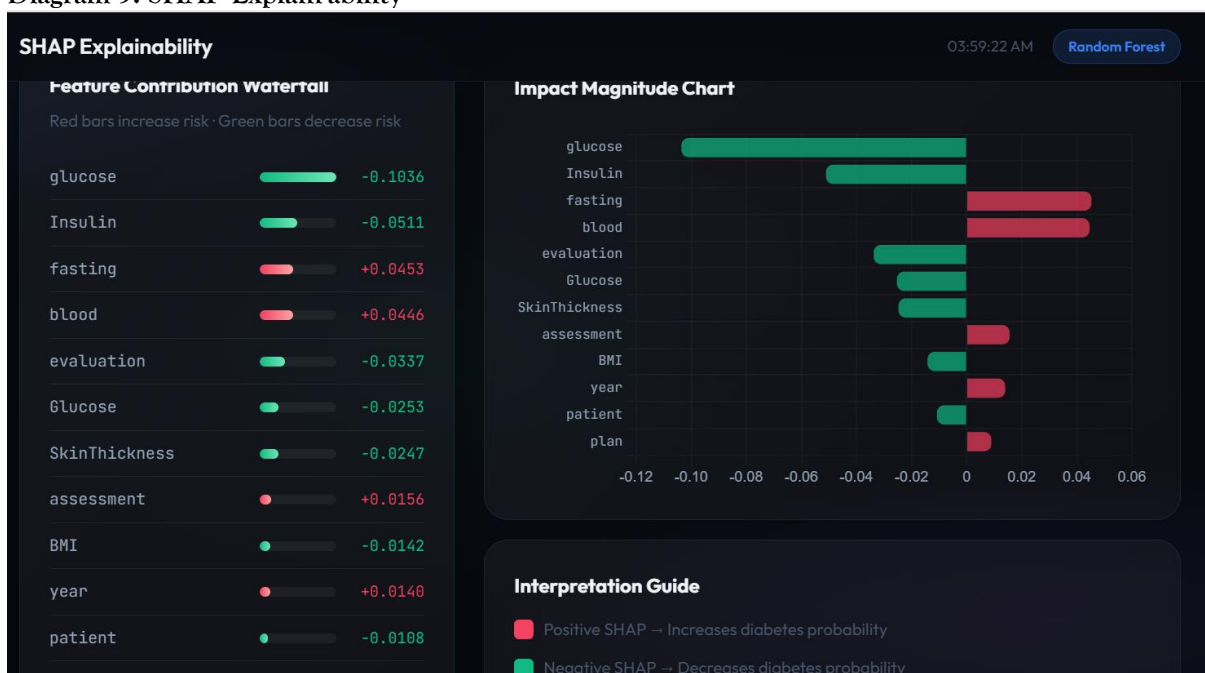 Diagram 9: SHAP Explainability
SHAP Explainability
03:59:22 AM
Random Forest
Feature Contribution Waterfall
Red bars increase risk · Green bars decrease risk
glucose -0.1036
Insulin -0.0511
fasting +0.0453
blood +0.0446
evaluation -0.0337
Glucose -0.0253
SkinThickness -0.0247
assessment +0.0156
BMI -0.0142
year +0.0140
patient -0.0108
Impact Magnitude Chart
glucose
Insulin
fasting
blood
evaluation
Glucose
SkinThickness
assessment
BMI
year
patient
plan
-0.12 -0.10 -0.08 -0.06 -0.04 -0.02 0 0.02 0.04 0.06
Interpretation Guide
Positive SHAP → Increases diabetes probability
Negative SHAP → Decreases diabetes probability